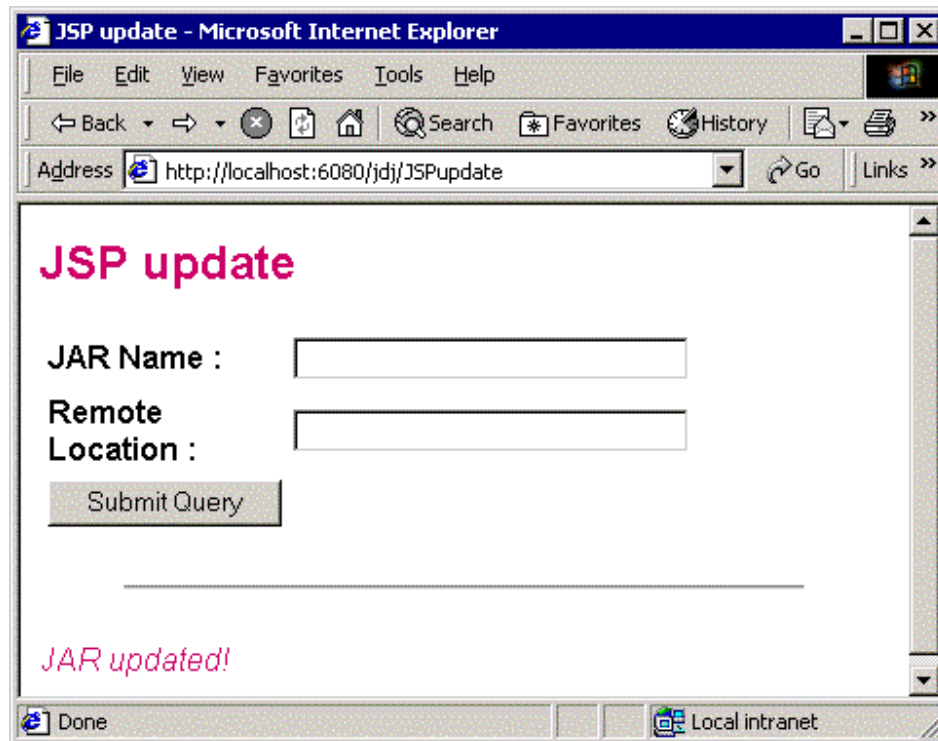 JSP update - Microsoft Internet Explorer
File Edit View Favorites Tools Help
Back Search Favorites History »
Address http://localhost:6080/jdj/JSPupdate Go Links »
JSP update
JAR Name :
Remote
Location :
Submit Query
JAR updated!
Done Local intranet